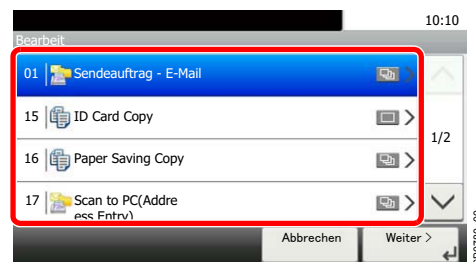 10:10
Bearbeit
01 Sendeauftrag - E-Mail
15 ID Card Copy
16 Paper Saving Copy
1/2
17 Scan to PC(Addre
ess Entry)
Abbrechen
Weiter >